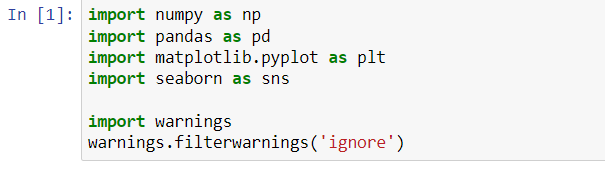 In [1]: import numpy as np
import pandas as pd
import matplotlib.pyplot as plt
import seaborn as sns
import warnings
warnings.filterwarnings('ignore')